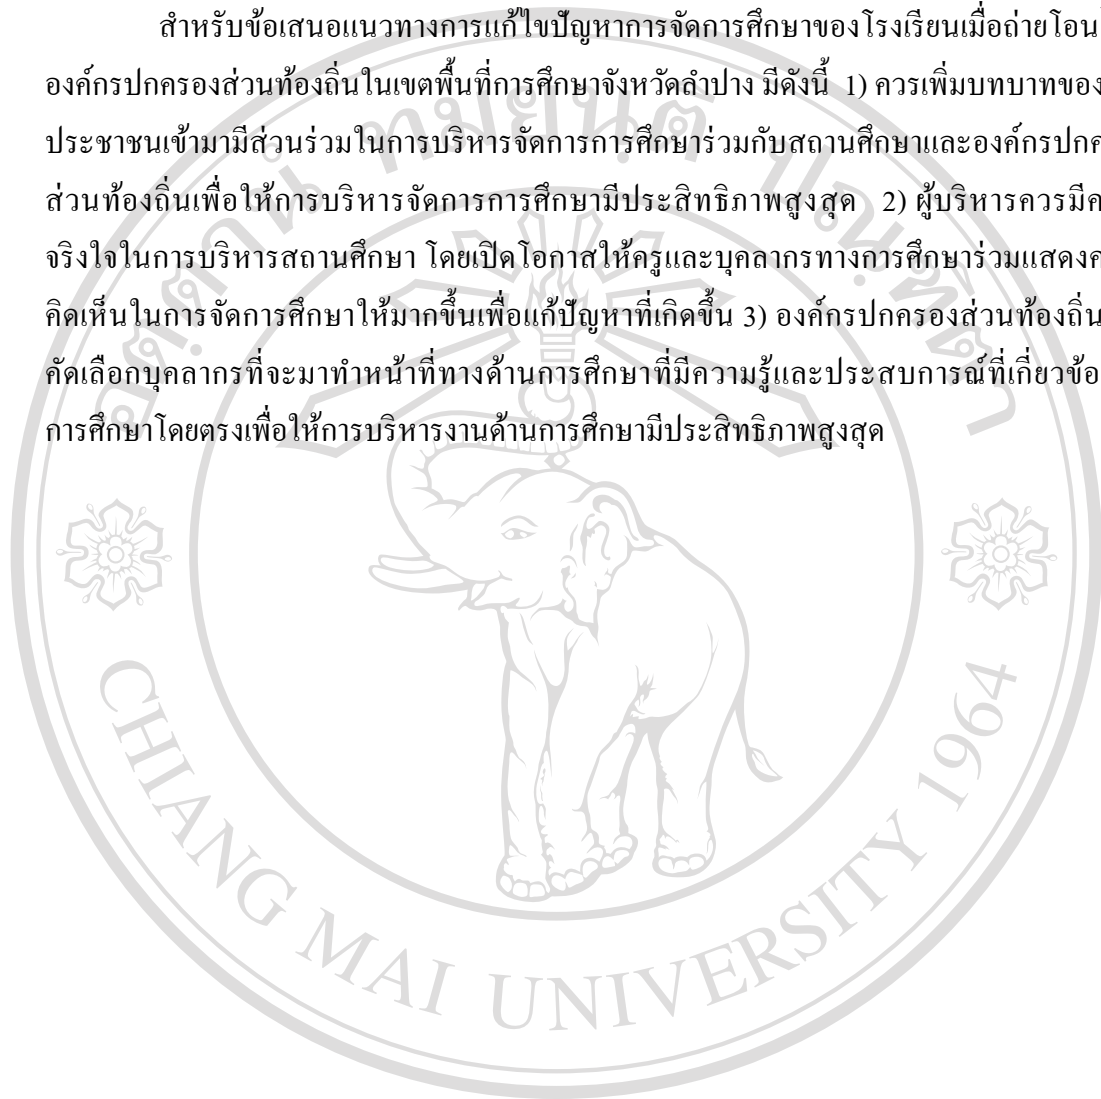 สำหรับข้อเสนอแนวทางการแก้ไขปัญหาการจัดการศึกษาของโรงเรียนเมื่อถ่ายโอน
องค์กรปกครองส่วนท้องถิ่นในเขตพื้นที่การศึกษาจังหวัดลำปาง มีดังนี้ 1) ควรเพิ่มบทบาทของ
ประชาชนเข้ามามีส่วนร่วมในการบริหารจัดการการศึกษาร่วมกับสถานศึกษาและองค์กรปกค
ส่วนท้องถิ่นเพื่อให้การบริหารจัดการการศึกษามีประสิทธิภาพสูงสุด 2) ผู้บริหารควรมีค
จริงใจในการบริหารสถานศึกษา โดยเปิดโอกาสให้ครูและบุคลากรทางการศึกษาร่วมแสดงค
คิดเห็นในการจัดการศึกษาให้มากขึ้นเพื่อแก้ปัญหาที่เกิดขึ้น 3) องค์กรปกครองส่วนท้องถิ่น
คัดเลือกบุคลากรที่จะมาทำหน้าที่ทางด้านการศึกษาที่มีความรู้และประสบการณ์ที่เกี่ยวข้อ
การศึกษาโดยตรงเพื่อให้การบริหารงานด้านการศึกษามีประสิทธิภาพสูงสุด
อตฺตานํ ทมยนฺติ ปณฺฑิตา
CHIANG MAI UNIVERSITY 1964